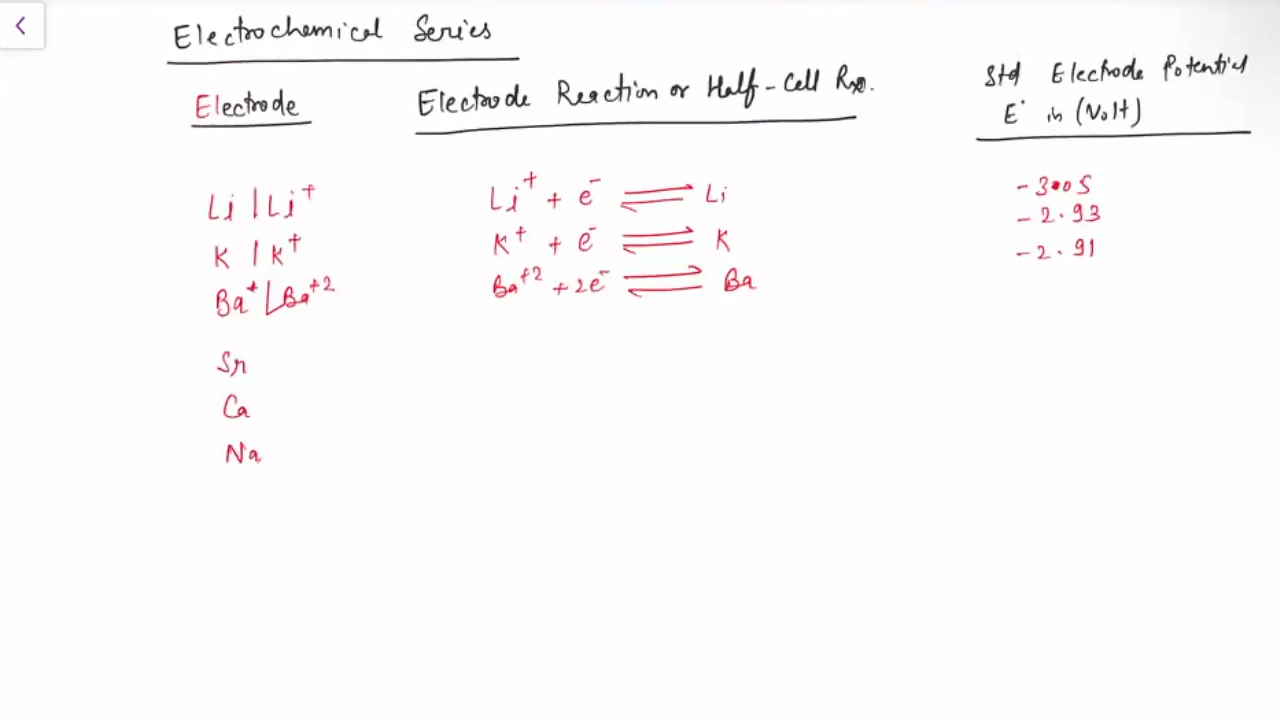 Electrochemical Series
Electrode Electrode Reaction or Half-Cell Rxn. Std Electrode Potential
E° in (Volt)
Li | Li⁺ Li⁺ + e⁻ ⇌ Li -3.05
K | K⁺ K⁺ + e⁻ ⇌ K -2.93
Ba⁺ | Ba⁺² Ba⁺² + 2e⁻ ⇌ Ba -2.91
Sr
Ca
Na